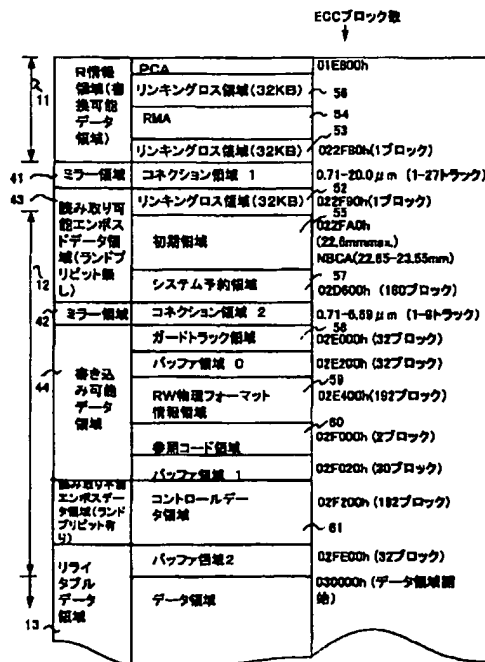 ECCブロック数
R情報
領域(書
換可能
データ
領域)
PCA
01E800h
リンキングロス領域(32KB)
56
RMA
54
53
リンキングロス領域(32KB)
022F80h(1ブロック)
11
41
ミラー領域
コネクション領域 1
0.71-20.0μm (1-27トラック)
43
読み取り可
能エンボス
ドデータ領
域(ランドプ
リピット無
し)
52
リンキングロス領域(32KB)
022F90h(1ブロック)
55
初期領域
022FA0h
(22.6mmmax.)
NBCA(22.65-23.55mm)
57
システム予約領域
02D600h (160ブロック)
12
42
ミラー領域
コネクション領域 2
0.71-6.69μm (1-9トラック)
58
44
書き込
み可能
データ
領域
ガードトラック領域
02E000h (32ブロック)
バッファ領域 0
02E200h (32ブロック)
59
RW物理フォーマット
情報領域
02E400h(192ブロック)
60
参照コード領域
02F000h (2ブロック)
バッファ領域 1
02F020h (30ブロック)
読み取り不能
エンボスデー
タ領域(ランド
プリピット有
り)
コントロールデー
タ領域
02F200h (192ブロック)
61
リライ
タブル
データ
領域
バッファ領域2
02FE00h (32ブロック)
データ領域
030000h (データ領域開
始)
13